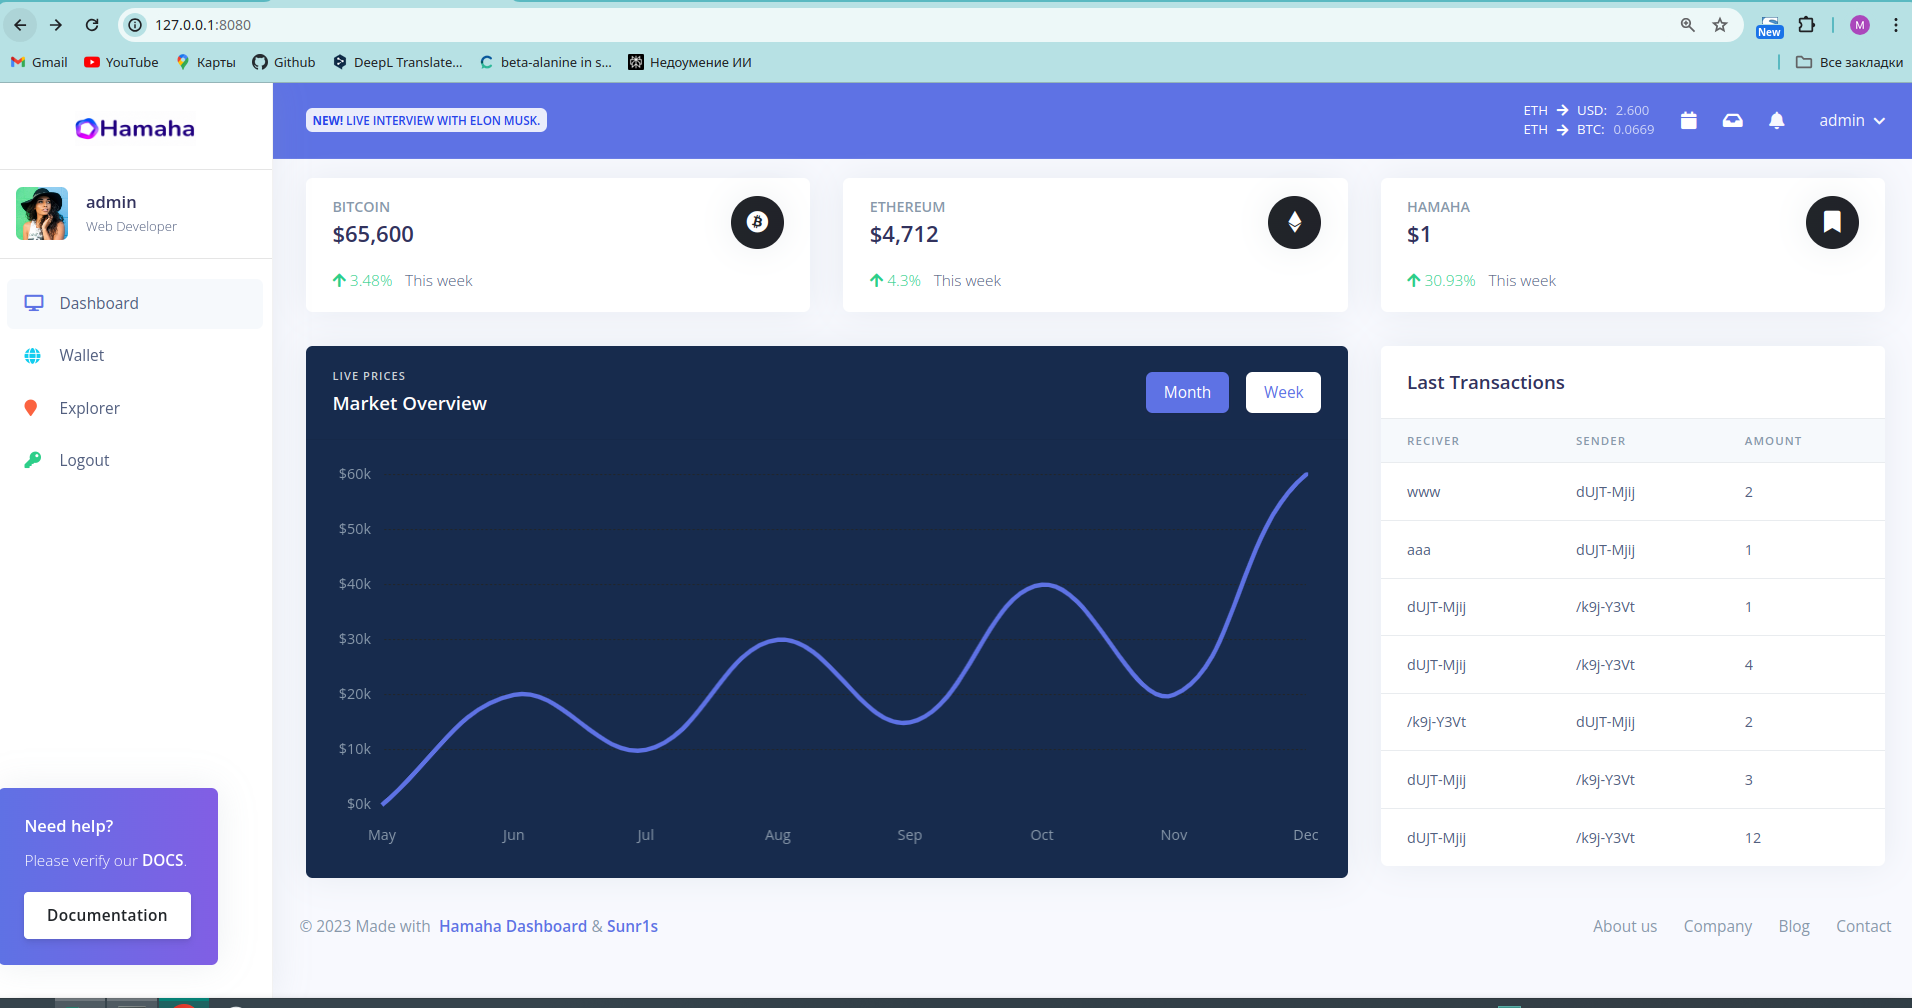 127.0.0.1:8080
New
M
Gmail
YouTube
Карты
Github
DeepL Translate...
beta-alanine in s...
Недоумение ИИ
Все закладки
Hamaha
NEW! LIVE INTERVIEW WITH ELON MUSK.
ETH → USD: 2.600
ETH → BTC: 0.0669
admin
admin
Web Developer
Dashboard
Wallet
Explorer
Logout
Need help?
Please verify our DOCS.
Documentation
BITCOIN
$65,600
3.48% This week
ETHEREUM
$4,712
4.3% This week
HAMAHA
$1
30.93% This week
LIVE PRICES
Market Overview
Month
Week
$60k
$50k
$40k
$30k
$20k
$10k
$0k
May Jun Jul Aug Sep Oct Nov Dec
Last Transactions
RECIVER SENDER AMOUNT
www dUJT-Mjij 2
aaa dUJT-Mjij 1
dUJT-Mjij /k9j-Y3Vt 1
dUJT-Mjij /k9j-Y3Vt 4
/k9j-Y3Vt dUJT-Mjij 2
dUJT-Mjij /k9j-Y3Vt 3
dUJT-Mjij /k9j-Y3Vt 12
© 2023 Made with Hamaha Dashboard & Sunr1s
About us Company Blog Contact